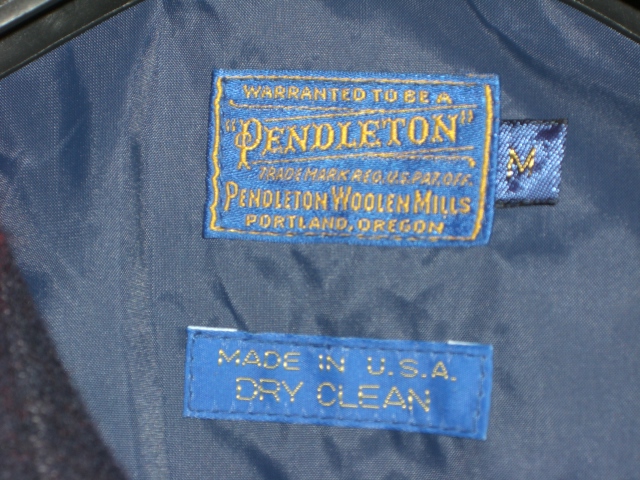 WARRANTED TO BE A
"PENDLETON"
TRADE MARK REG. U.S. PAT. OFF.
PENDLETON WOOLEN MILLS
PORTLAND, OREGON
M
MADE IN U.S.A.
DRY CLEAN